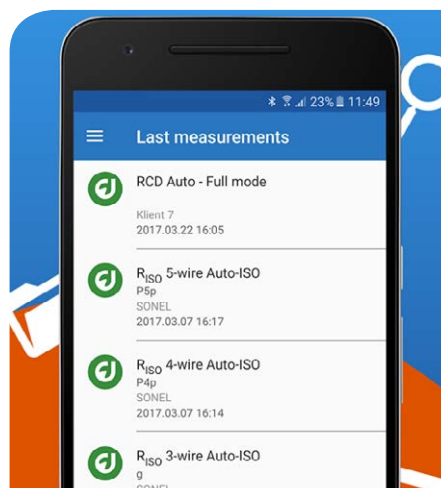 23% 11:49
Last measurements
RCD Auto - Full mode
Klient 7
2017.03.22 16:05
RISO 5-wire Auto-ISO
P5p
SONEL
2017.03.07 16:17
RISO 4-wire Auto-ISO
P4p
SONEL
2017.03.07 16:14
RISO 3-wire Auto-ISO
g
SONEL